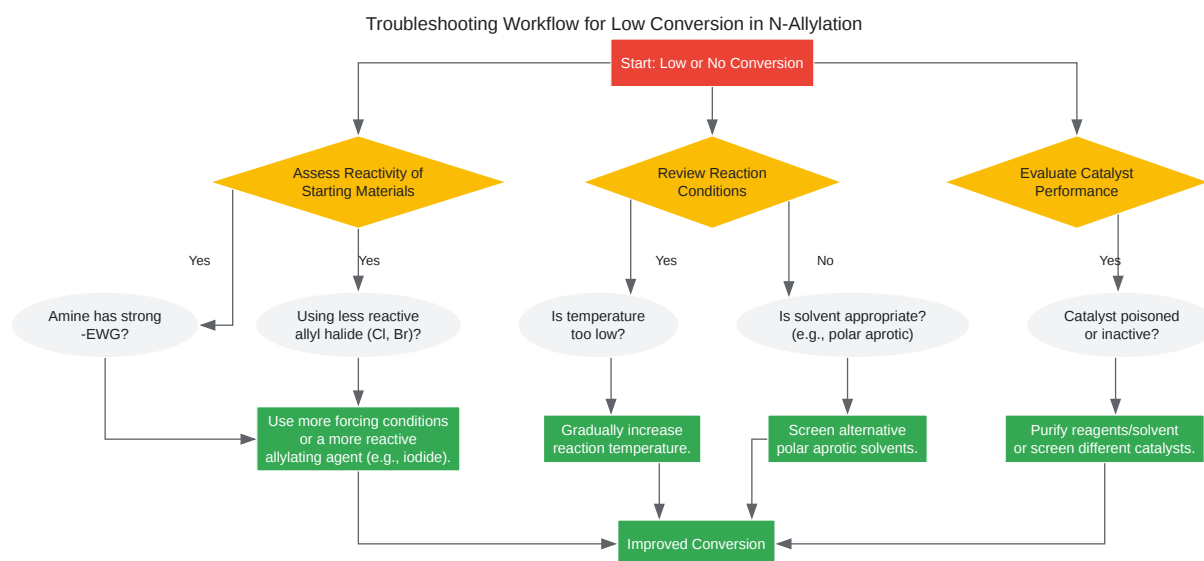 Troubleshooting Workflow for Low Conversion in N-Allylation
Start: Low or No Conversion
Assess Reactivity of
Starting Materials
Review Reaction
Conditions
Evaluate Catalyst
Performance
Yes
Yes
Yes
No
Yes
Amine has strong
-EWG?
Using less reactive
allyl halide (Cl, Br)?
Is temperature
too low?
Is solvent appropriate?
(e.g., polar aprotic)
Catalyst poisoned
or inactive?
Use more forcing conditions
or a more reactive
allylating agent (e.g., iodide).
Gradually increase
reaction temperature.
Screen alternative
polar aprotic solvents.
Purify reagents/solvent
or screen different catalysts.
Improved Conversion